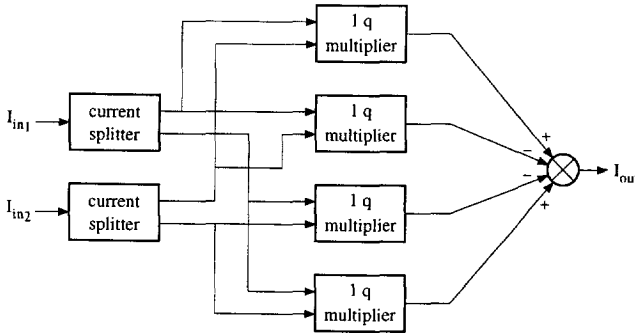 1 q
multiplier
I_in1
current
splitter
1 q
multiplier
+
−
I_ou
−
+
I_in2
current
splitter
1 q
multiplier
1 q
multiplier